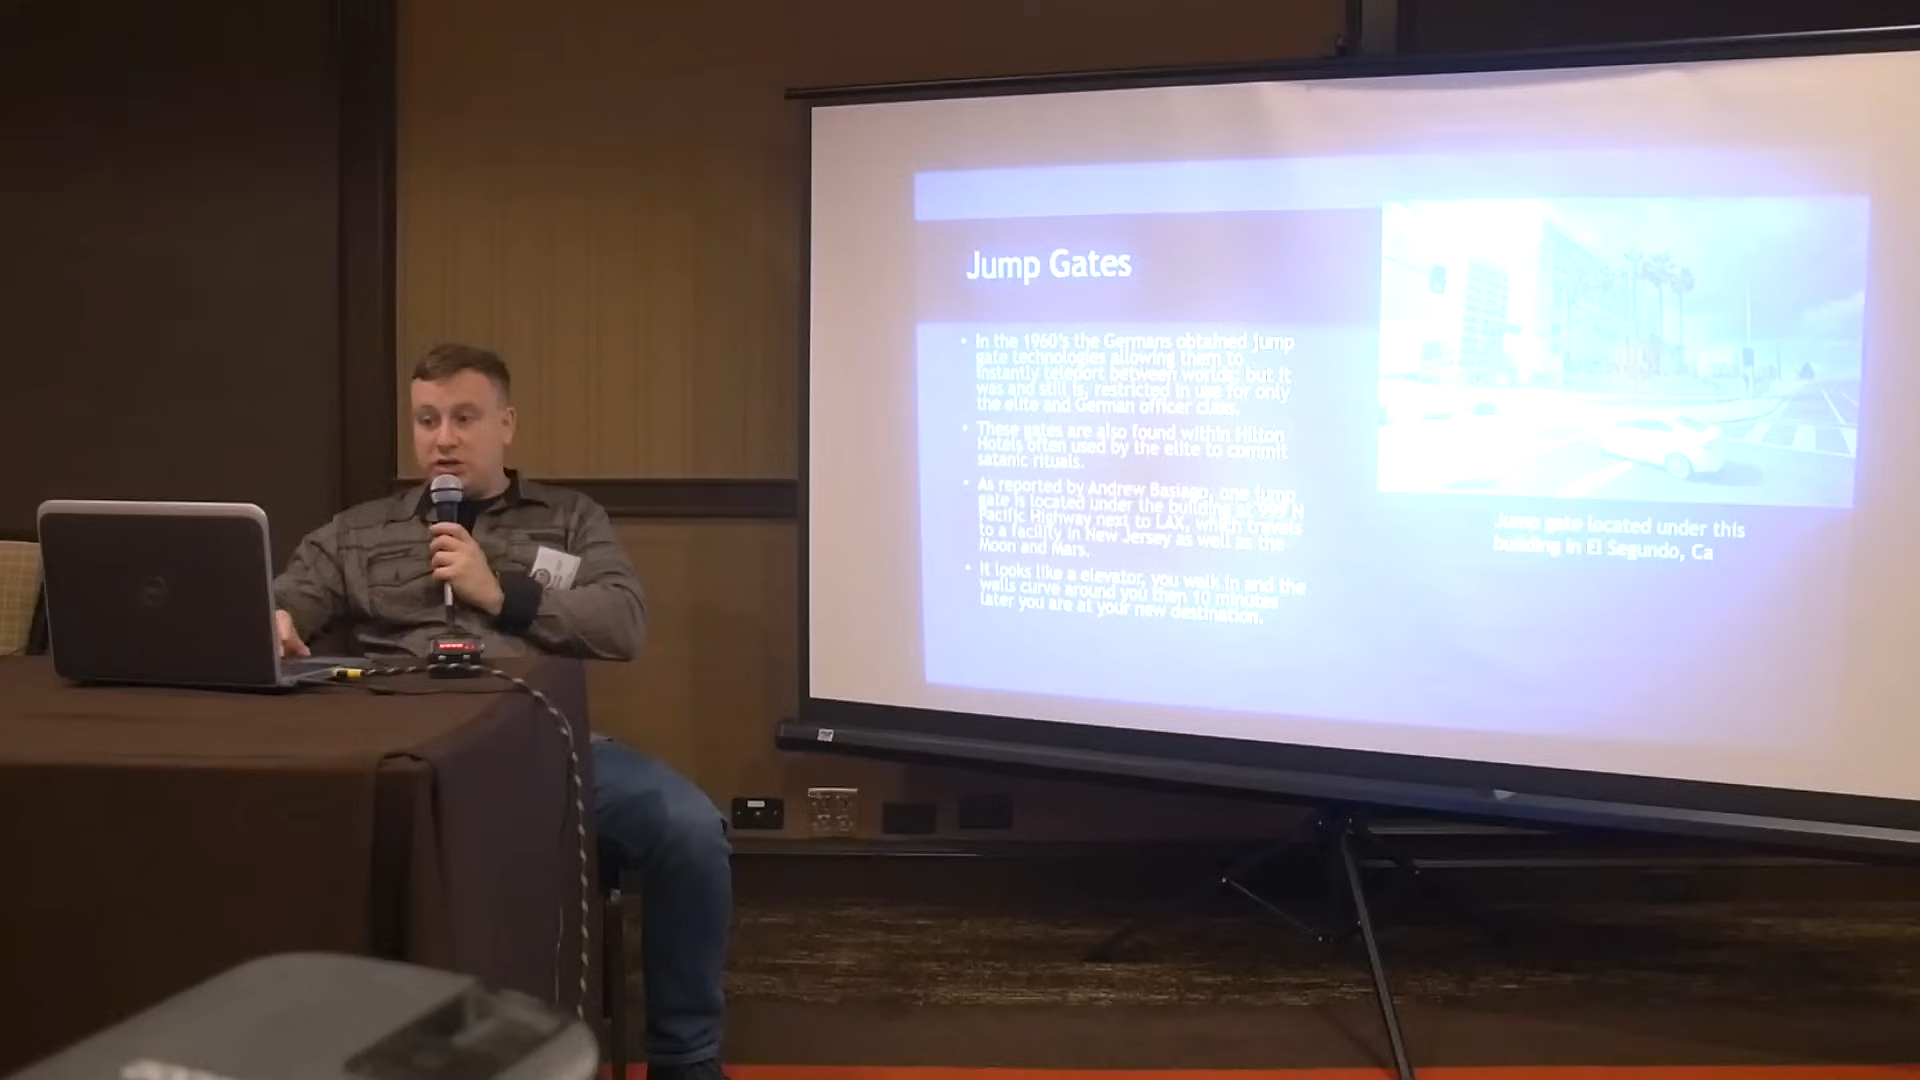 Jump Gates
• In the 1960's the Germans obtained jump
gate technologies allowing them to
instantly teleport between worlds, but it
was and still is, restricted in use for only
the elite and German officer class.
• These gates are also found within Hilton
Hotels often used by the elite to commit
satanic rituals.
• As reported by Andrew Basiago, one jump
gate is located under the building at 999 N
Pacific Highway next to LAX, which travels
to a facility in New Jersey as well as the
Moon and Mars.
• It looks like a elevator, you walk in and the
walls curve around you then 10 minutes
later you are at your new destination.
Jump gate located under this
building in El Segundo, Ca